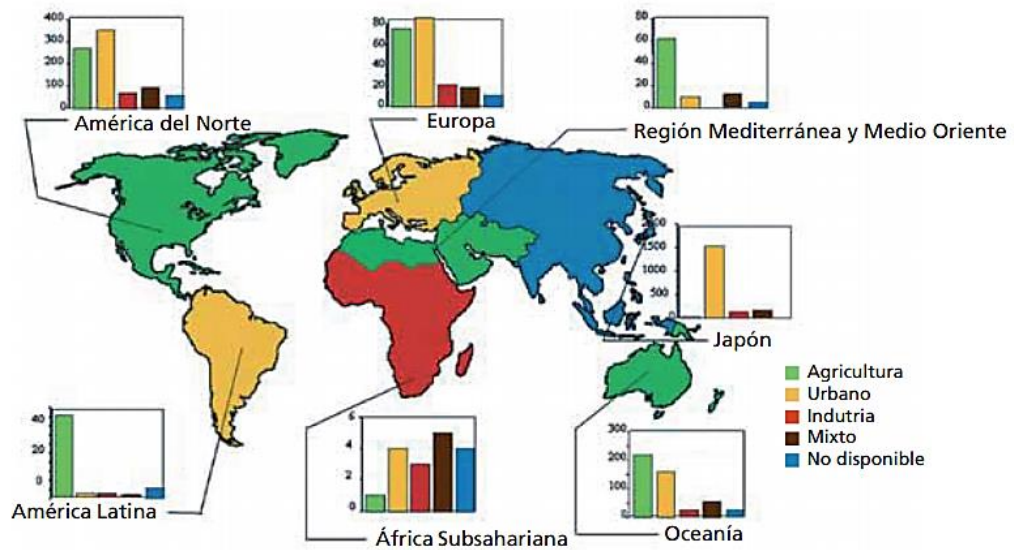 400
300
200
100
0
América del Norte
80
60
40
20
0
Europa
80
60
40
20
0
Región Mediterránea y Medio Oriente
1500
1000
500
0
Japón
Agricultura
Urbano
Indutria
Mixto
No disponible
40
20
0
América Latina
6
4
2
0
África Subsahariana
300
200
100
0
Oceanía